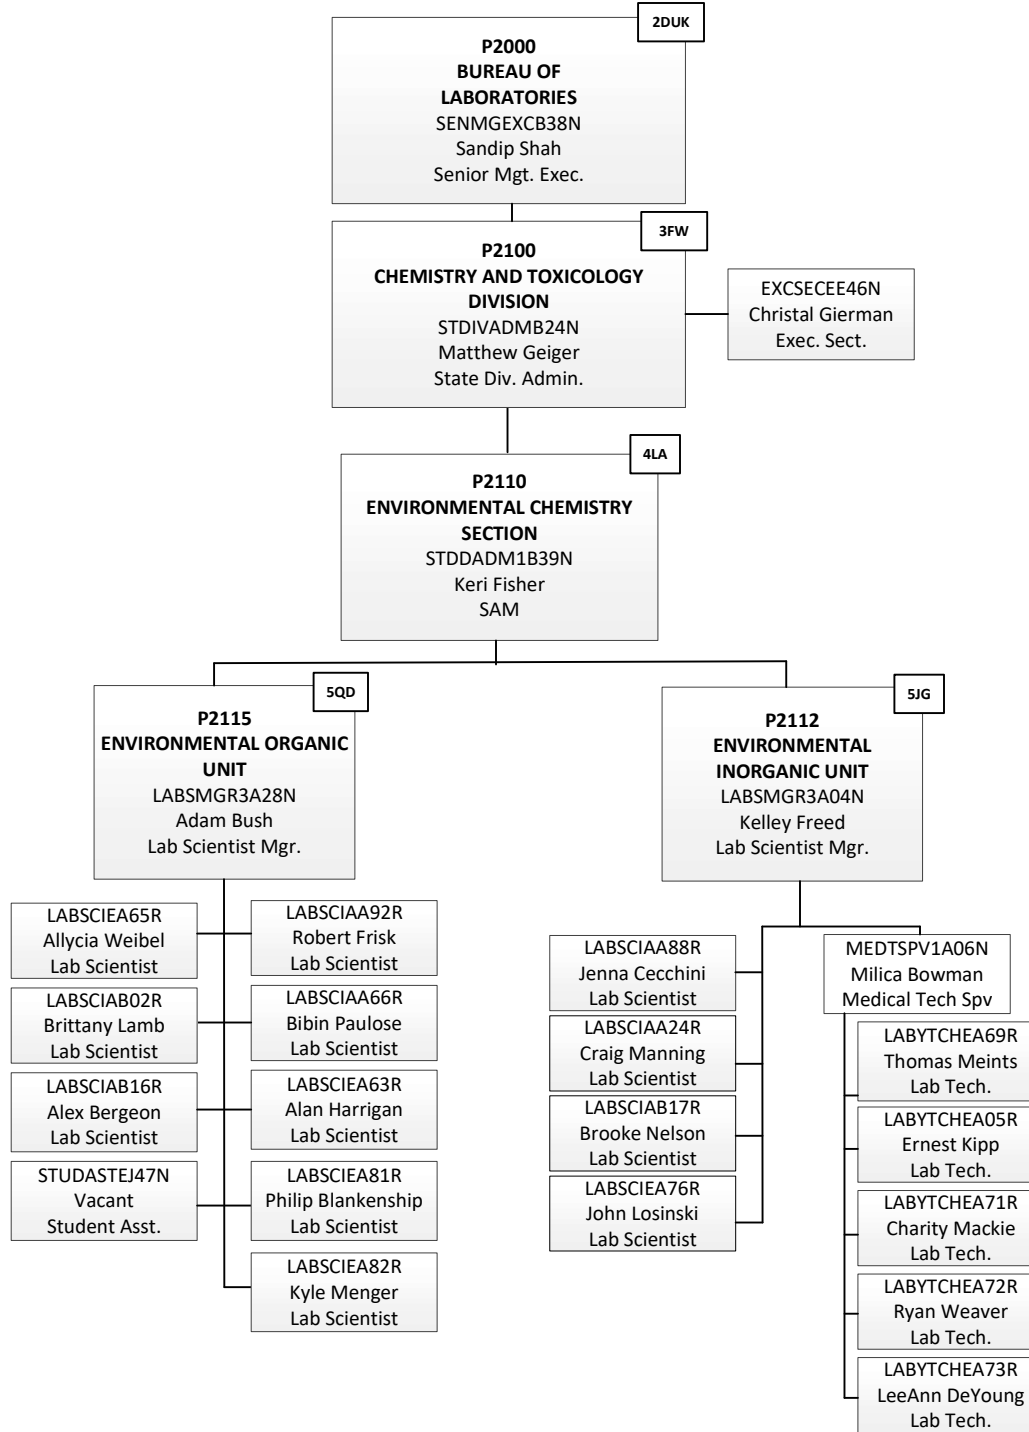 2DUK
P2000
BUREAU OF
LABORATORIES
SENMGEXCB38N
Sandip Shah
Senior Mgt. Exec.
3FW
P2100
CHEMISTRY AND TOXICOLOGY
DIVISION
STDIVADMB24N
Matthew Geiger
State Div. Admin.
EXCSECEE46N
Christal Gierman
Exec. Sect.
4LA
P2110
ENVIRONMENTAL CHEMISTRY
SECTION
STDDADM1B39N
Keri Fisher
SAM
5QD
P2115
ENVIRONMENTAL ORGANIC
UNIT
LABSMGR3A28N
Adam Bush
Lab Scientist Mgr.
5JG
P2112
ENVIRONMENTAL
INORGANIC UNIT
LABSMGR3A04N
Kelley Freed
Lab Scientist Mgr.
LABSCIEA65R
Allycia Weibel
Lab Scientist
LABSCIAA92R
Robert Frisk
Lab Scientist
LABSCIAB02R
Brittany Lamb
Lab Scientist
LABSCIAA66R
Bibin Paulose
Lab Scientist
LABSCIAB16R
Alex Bergeon
Lab Scientist
LABSCIEA63R
Alan Harrigan
Lab Scientist
STUDASTEJ47N
Vacant
Student Asst.
LABSCIEA81R
Philip Blankenship
Lab Scientist
LABSCIEA82R
Kyle Menger
Lab Scientist
LABSCIAA88R
Jenna Cecchini
Lab Scientist
LABSCIAA24R
Craig Manning
Lab Scientist
LABSCIAB17R
Brooke Nelson
Lab Scientist
LABSCIEA76R
John Losinski
Lab Scientist
MEDTSPV1A06N
Milica Bowman
Medical Tech Spv
LABYTCHEA69R
Thomas Meints
Lab Tech.
LABYTCHEA05R
Ernest Kipp
Lab Tech.
LABYTCHEA71R
Charity Mackie
Lab Tech.
LABYTCHEA72R
Ryan Weaver
Lab Tech.
LABYTCHEA73R
LeeAnn DeYoung
Lab Tech.